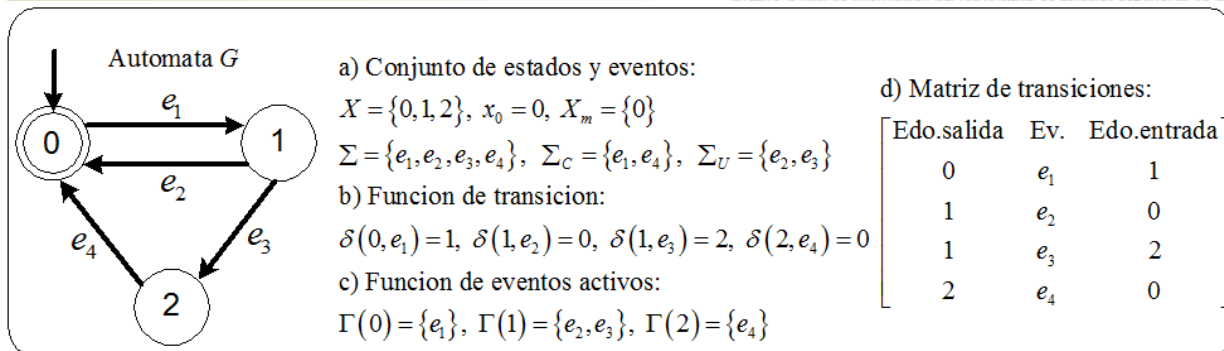 Automata G
e₁
0
1
e₂
e₄
e₃
2
a) Conjunto de estados y eventos:
X = {0,1,2}, x₀ = 0, Xₘ = {0}
Σ = {e₁,e₂,e₃,e₄}, Σ_C = {e₁,e₄}, Σ_U = {e₂,e₃}
b) Funcion de transicion:
δ(0,e₁)=1, δ(1,e₂)=0, δ(1,e₃)=2, δ(2,e₄)=0
c) Funcion de eventos activos:
Γ(0)={e₁}, Γ(1)={e₂,e₃}, Γ(2)={e₄}
d) Matriz de transiciones:
Edo.salida Ev. Edo.entrada
0 e₁ 1
1 e₂ 0
1 e₃ 2
2 e₄ 0